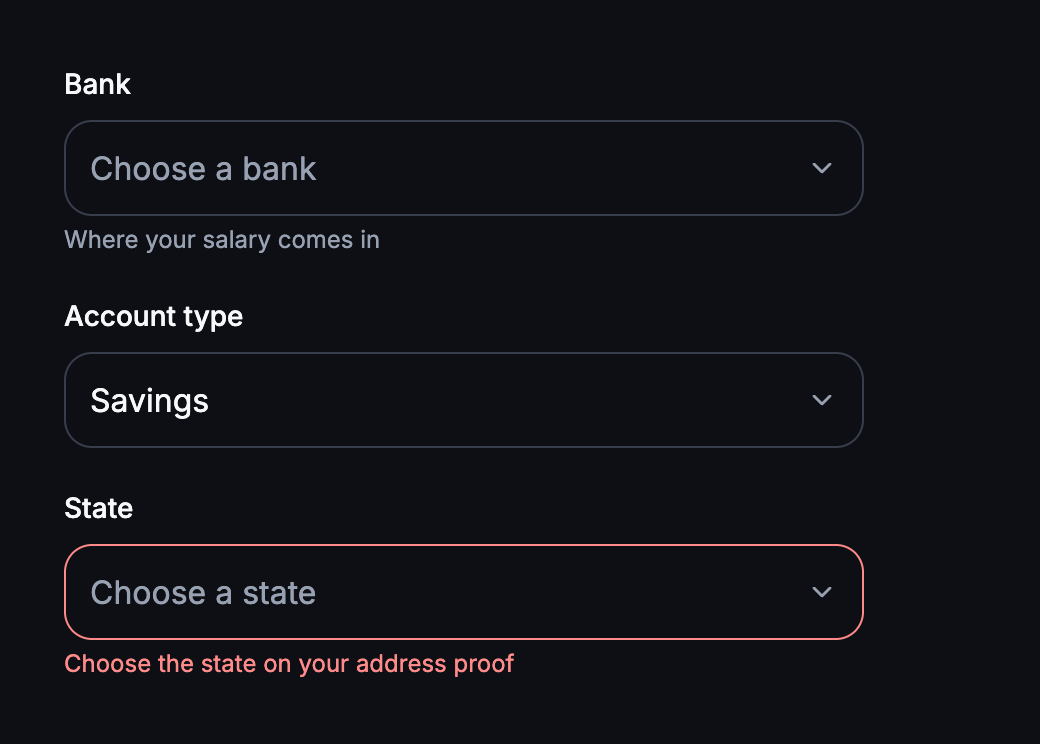 Bank
Choose a bank
Where your salary comes in
Account type
Savings
State
Choose a state
Choose the state on your address proof